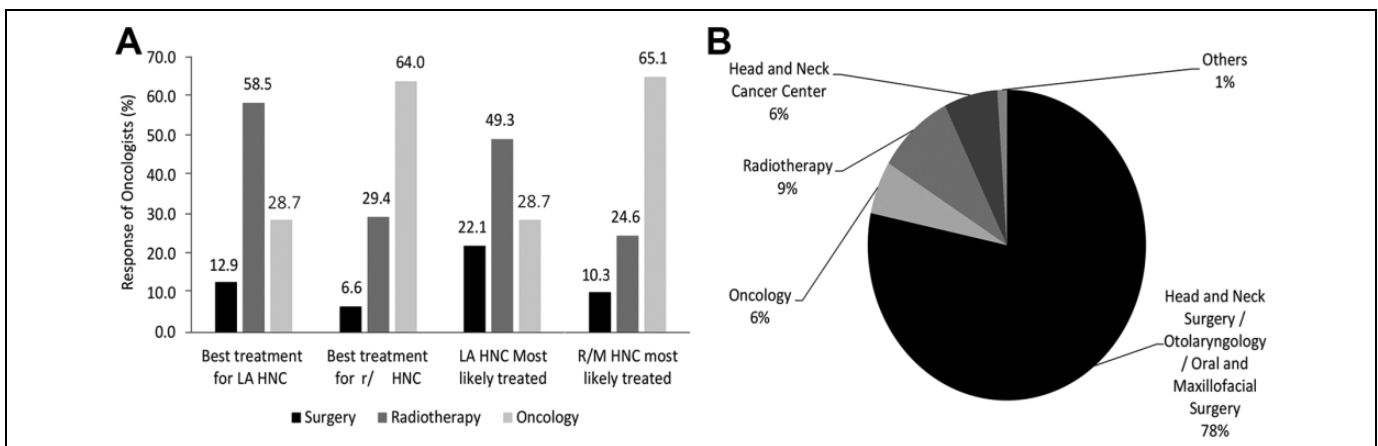 A
Response of Oncologists (%)
70.0
60.0
50.0
40.0
30.0
20.0
10.0
0.0
12.9
58.5
28.7
6.6
29.4
64.0
22.1
49.3
28.7
10.3
24.6
65.1
Best treatment
for LA HNC
Best treatment
for r/ HNC
LA HNC Most
likely treated
R/M HNC most
likely treated
Surgery Radiotherapy Oncology
B
Others
1%
Head and Neck
Cancer Center
6%
Radiotherapy
9%
Oncology
6%
Head and Neck
Surgery /
Otolaryngology
/ Oral and
Maxillofacial
Surgery
78%